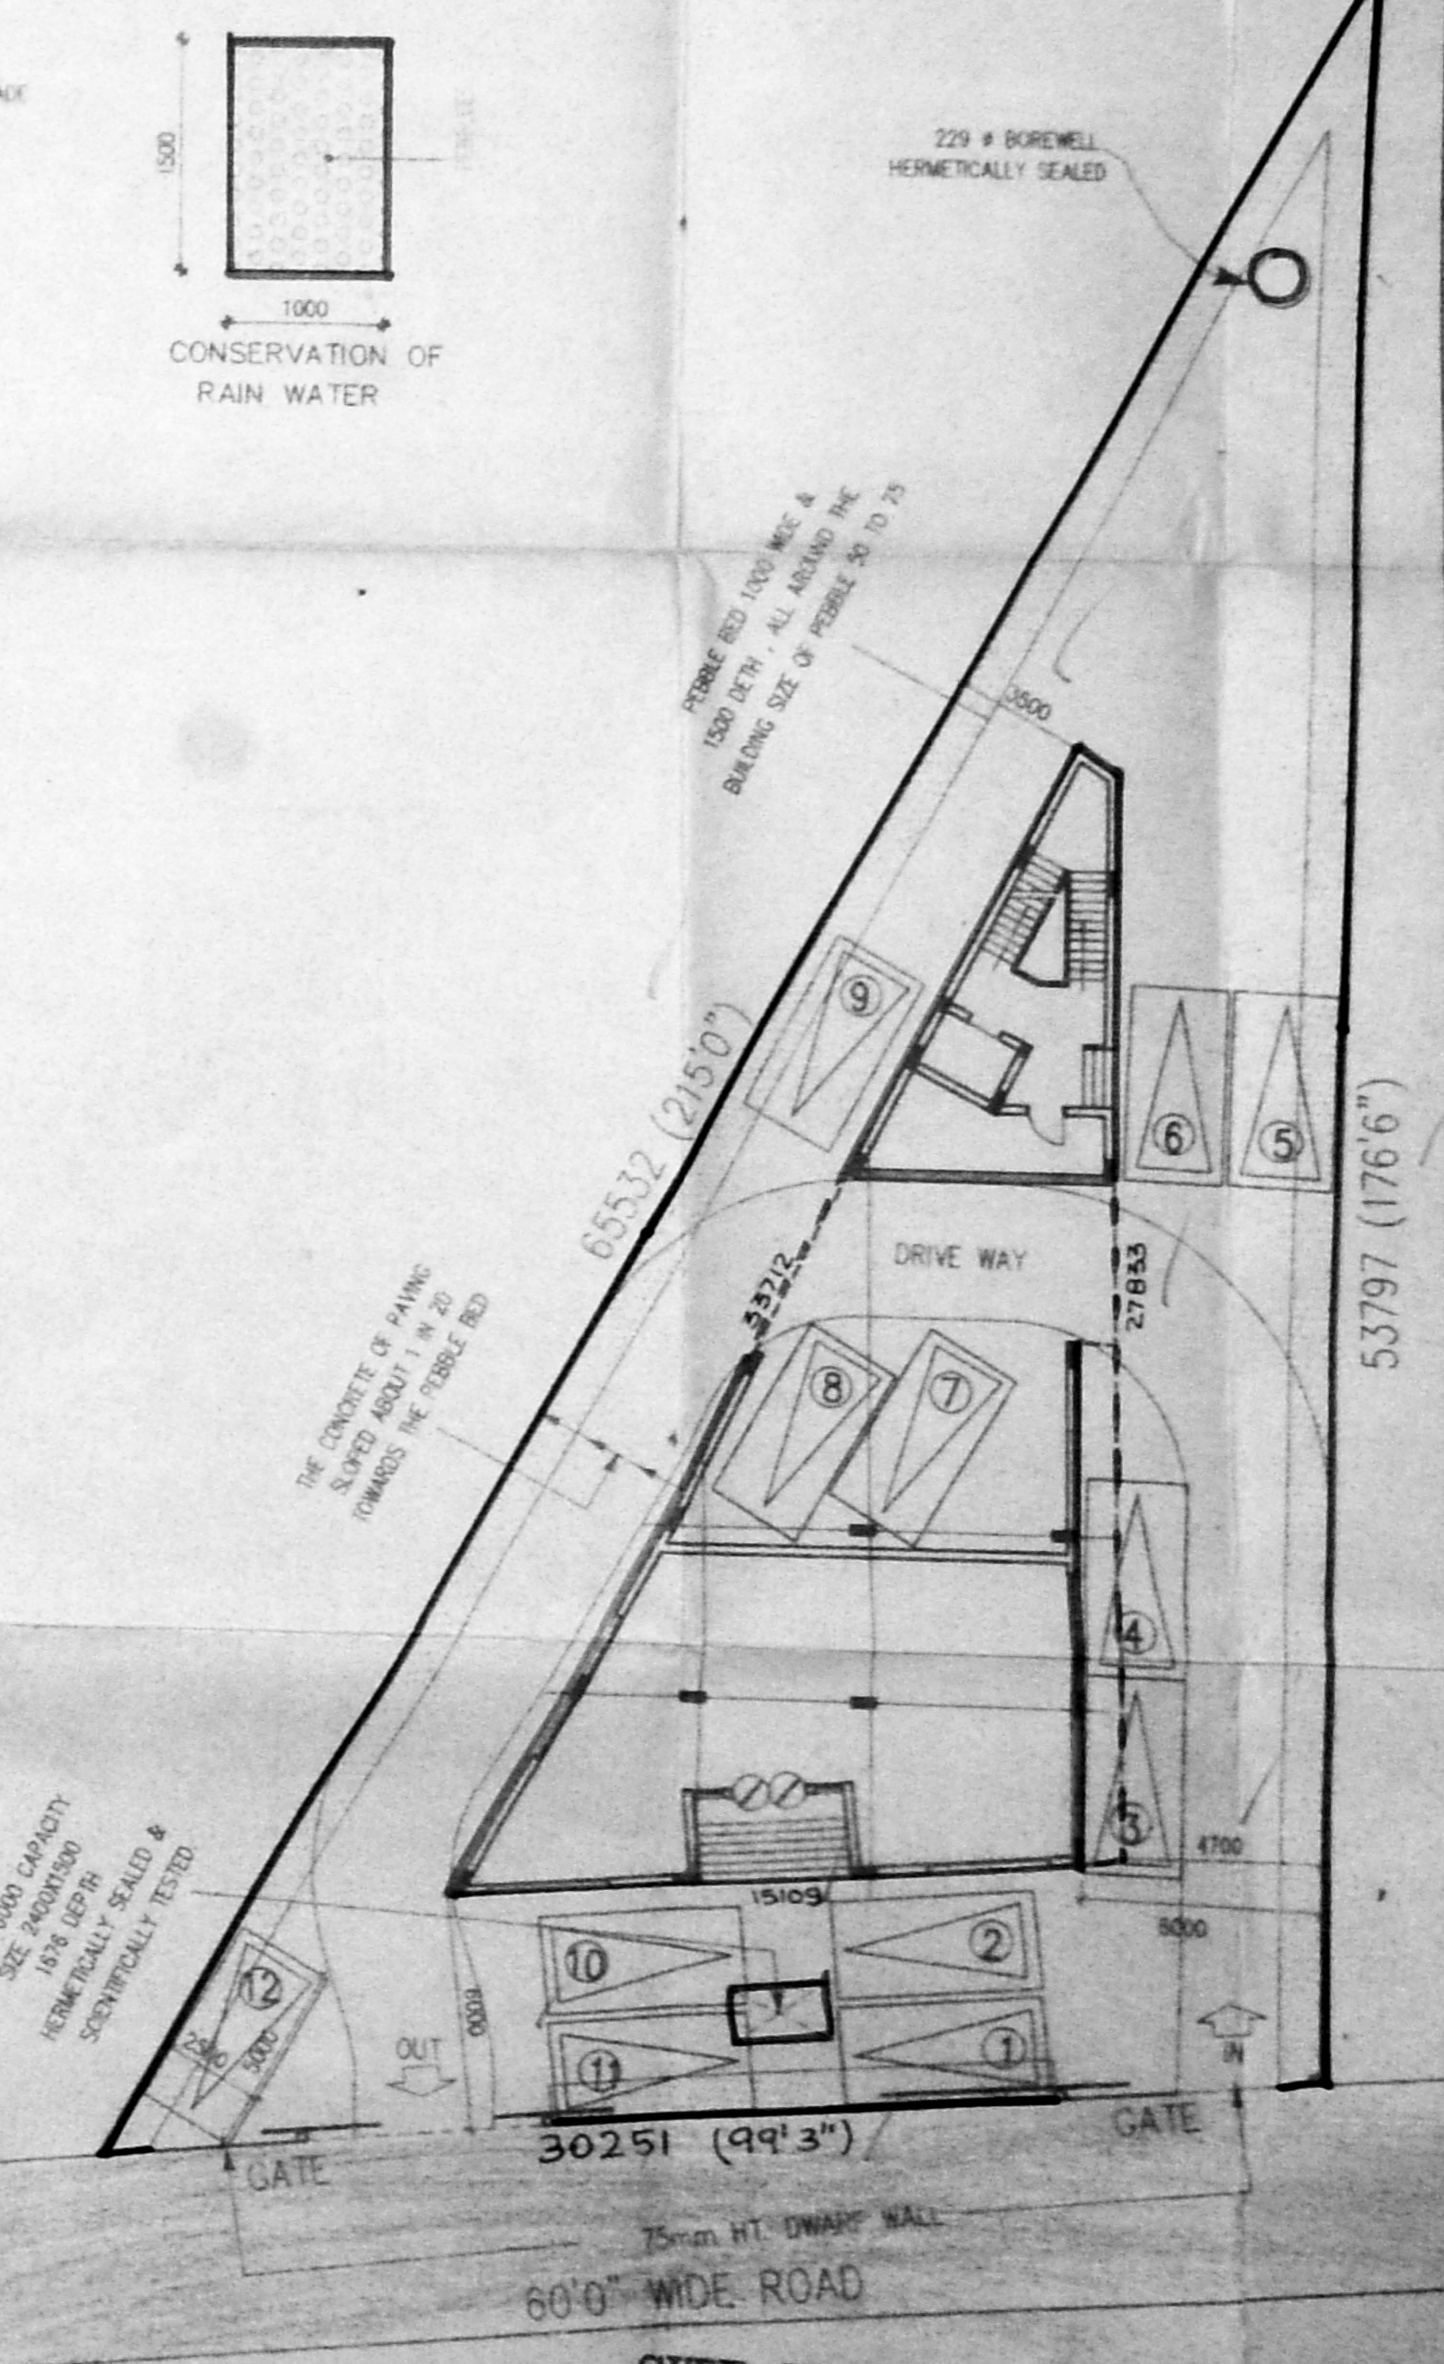 1500
1000
CONSERVATION OF
RAIN WATER
229 ø BOREWELL
HERMETICALLY SEALED
PEBBLE BED 1000 WIDE &
1500 DETH , ALL AROUND THE
BUILDING SIZE OF PEBBLE 50 TO 75
3500
9
6
5
65532 (215'0")
53797 (176'6")
DRIVE WAY
33712
27833
THE CONCRETE OF PAVING
SLOPED ABOUT 1 IN 20
TOWARDS THE PEBBLE BED
8
7
4
3
4700
CAPACITY
SIZE 2400X1500
1676 DEPTH
HERMETICALLY SEALED &
SCIENTIFICALLY TESTED
15109
6000
10
2
12
6000
5000
OUT
11
1
IN
30251 (99'3")
GATE
GATE
75mm HT. DWARF WALL
60'0" WIDE ROAD